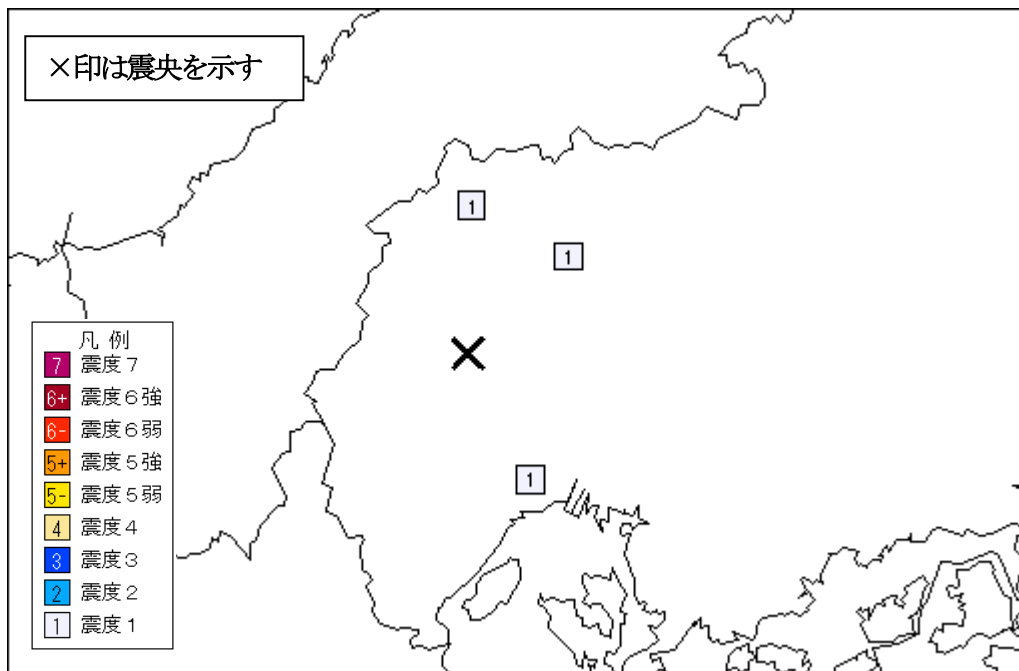 ×印は震央を示す
1
1
1
凡例
7 震度７
6+ 震度６強
6- 震度６弱
5+ 震度５強
5- 震度５弱
4 震度４
3 震度３
2 震度２
1 震度１